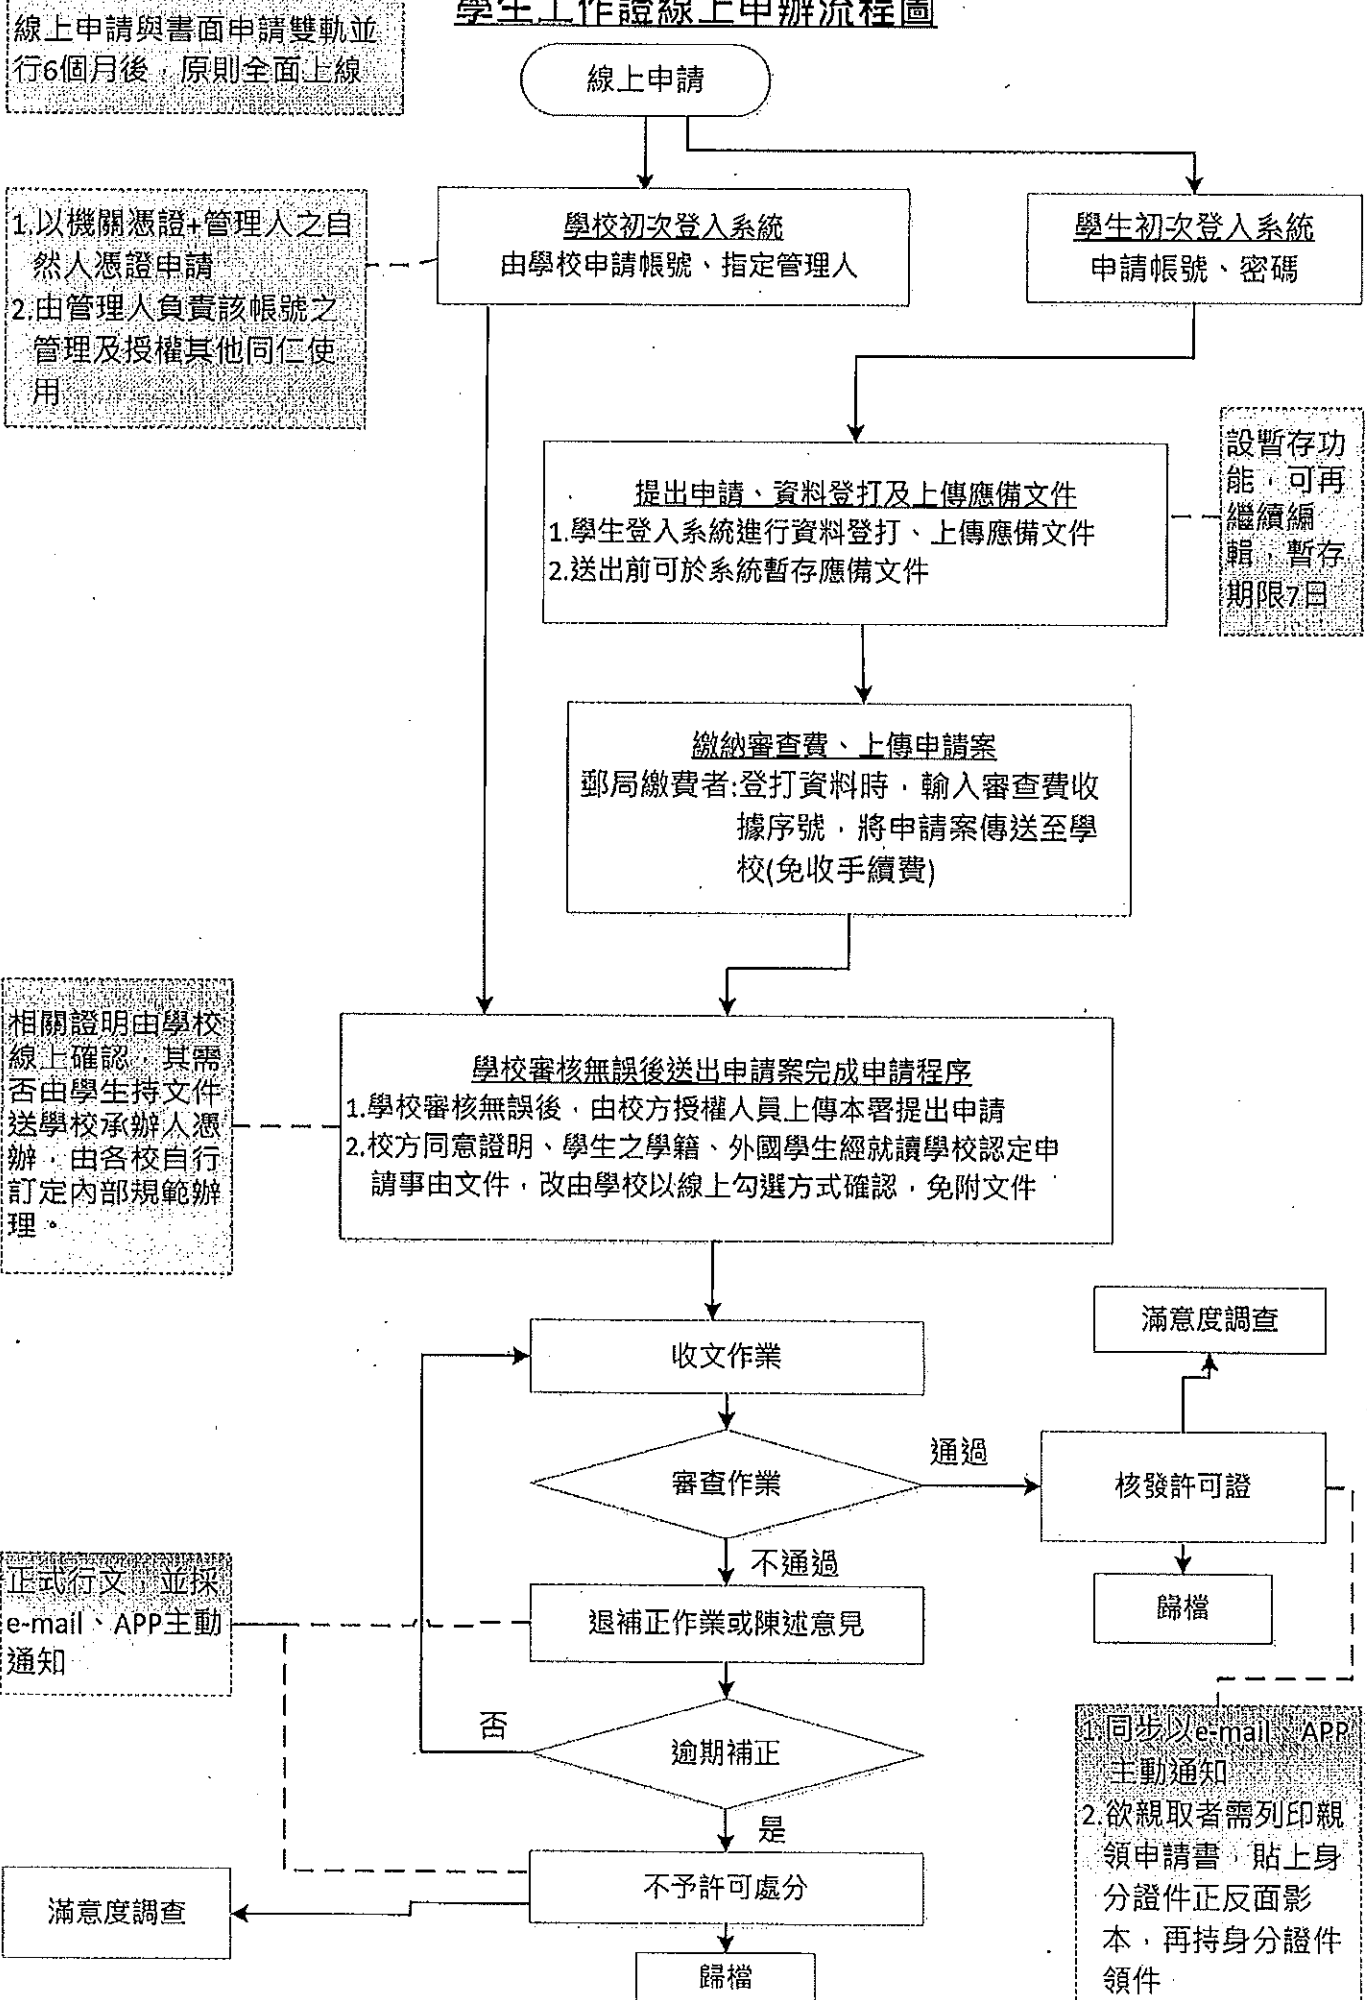 學生工作證線上申辦流程圖
線上申請與書面申請雙軌並
行6個月後，原則全面上線
線上申請
1.以機關憑證+管理人之自
然人憑證申請
2.由管理人負責該帳號之
管理及授權其他同仁使
用
學校初次登入系統
由學校申請帳號、指定管理人
學生初次登入系統
申請帳號、密碼
提出申請、資料登打及上傳應備文件
1.學生登入系統進行資料登打、上傳應備文件
2.送出前可於系統暫存應備文件
設暫存功
能，可再
繼續編
輯，暫存
期限7日
繳納審查費、上傳申請案
郵局繳費者:登打資料時，輸入審查費收
據序號，將申請案傳送至學
校(免收手續費)
相關證明由學校
線上確認，其需
否由學生持文件
送學校承辦人憑
辦，由各校自行
訂定內部規範辦
理。
學校審核無誤後送出申請案完成申請程序
1.學校審核無誤後，由校方授權人員上傳本署提出申請
2.校方同意證明、學生之學籍、外國學生經就讀學校認定申
請事由文件，改由學校以線上勾選方式確認，免附文件
收文作業
滿意度調查
審查作業
通過
核發許可證
不通過
歸檔
正式行文，並採
e-mail、APP主動
通知
退補正作業或陳述意見
否
逾期補正
是
1.同步以e-mail、APP
主動通知
2.欲親取者需列印親
領申請書，貼上身
分證件正反面影
本，再持身分證件
領件
不予許可處分
滿意度調查
歸檔